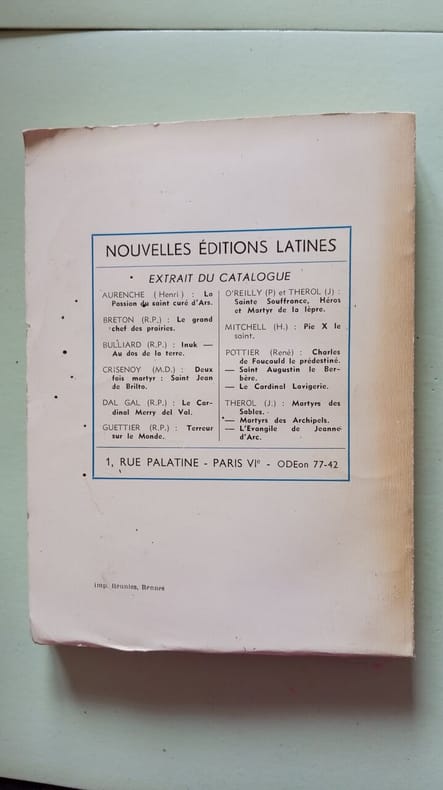 NOUVELLES ÉDITIONS LATINES
EXTRAIT DU CATALOGUE
AURENCHE (Henri) : La
Passion du saint curé d'Ars.
BRETON (R.P.) : Le grand
chef des prairies.
BULLIARD (R.P.) : Inuk —
Au dos de la terre.
CRISENOY (M.D.) : Deux
fois martyr : Saint Jean
de Brilto.
DAL GAL (R.P.) : Le Car-
dinal Merry del Val.
GUETTIER (R.P.) : Terreur
sur le Monde.
O'REILLY (P) et THEROL (J) :
Sainte Souffrance, Héros
et Martyr de la lèpre.
MITCHELL (H.) : Pie X le
saint.
POTTIER (René) : Charles
de Foucould le prédestiné.
— Saint Augustin le Ber-
bère.
— Le Cardinal Lavigerie.
THEROL (J.) : Martyrs des
Sables.
— Martyrs des Archipels.
— L'Evangile de Jeanne
d'Arc.
1, RUE PALATINE - PARIS VIe - ODEon 77-42
Imp. Réunies, Rennes